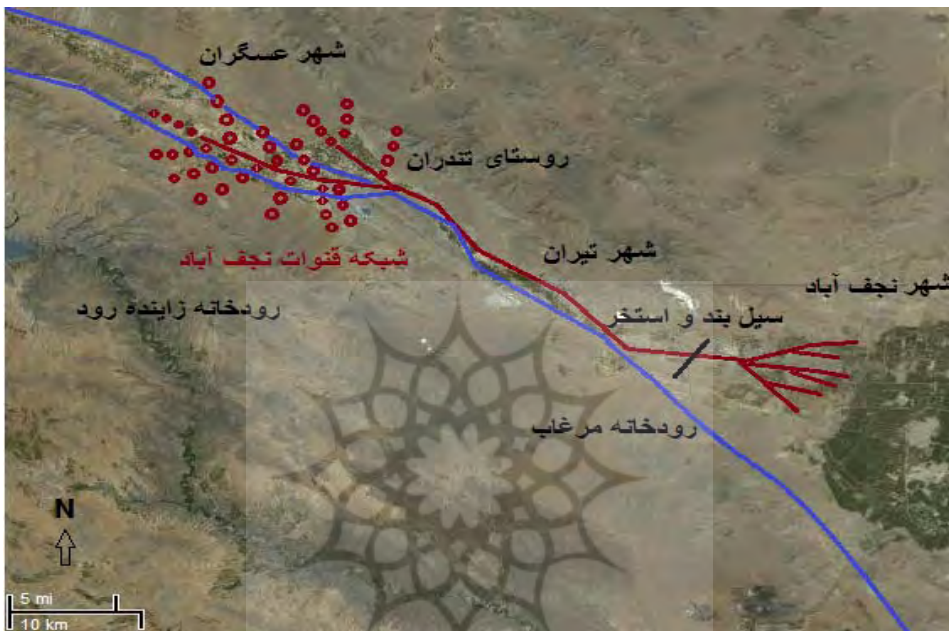 شهر عسگران
روستای تندران
شبکه قنوات نجف آباد
شهر تیران
شهر نجف آباد
رودخانه زاینده رود
سیل بند و استخر
رودخانه مرغاب
N
5 mi
10 km